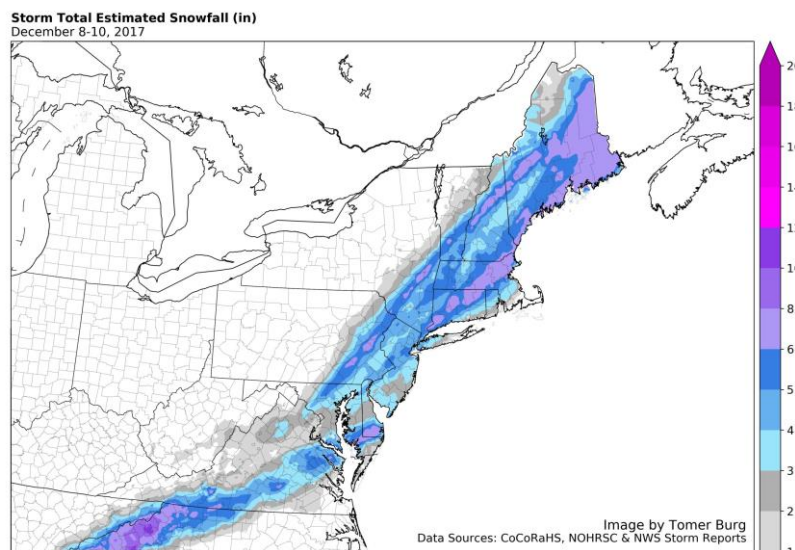 Storm Total Estimated Snowfall (in)
December 8-10, 2017
8
6
5
3
2
Image by Tomer Burg
Data Sources: CoCoRaHS, NOHRSC & NWS Storm Reports